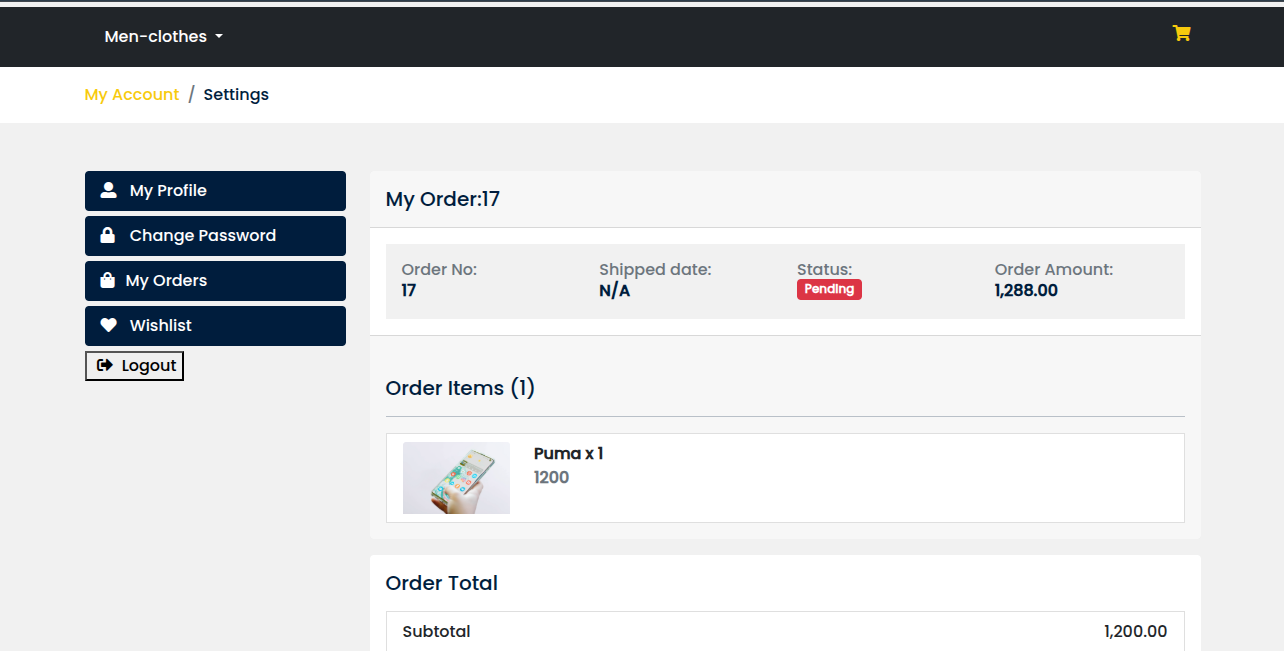 Men-clothes
My Account / Settings
My Profile
Change Password
My Orders
Wishlist
Logout
My Order:17
Order No:
17
Shipped date:
N/A
Status:
Pending
Order Amount:
1,288.00
Order Items (1)
Puma x 1
1200
Order Total
Subtotal 1,200.00